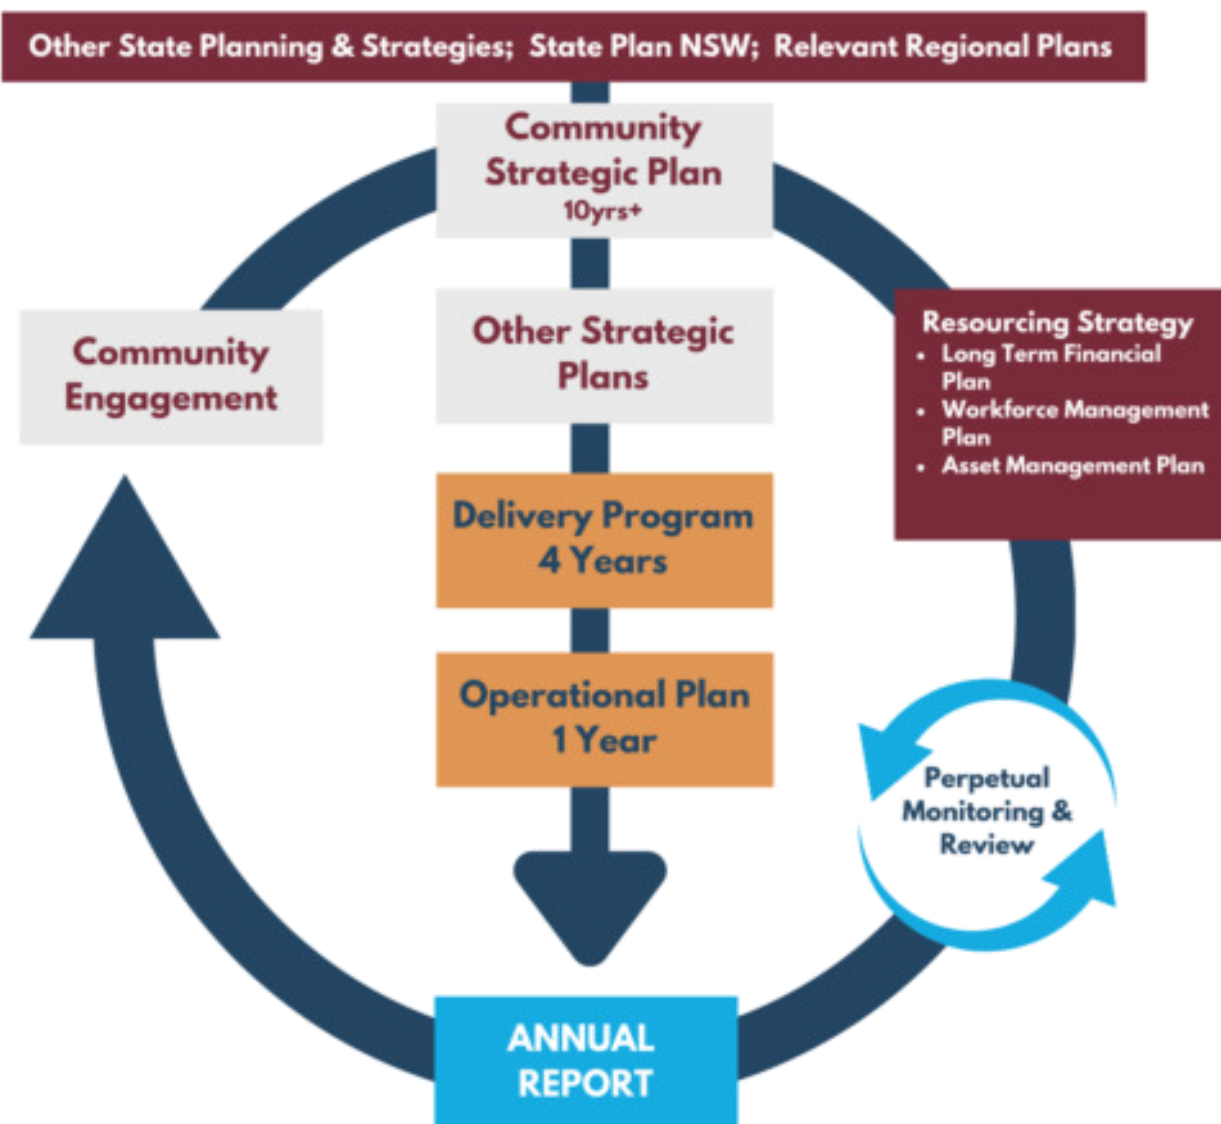 Other State Planning & Strategies; State Plan NSW; Relevant Regional Plans
Community
Strategic Plan
10yrs+
Community
Engagement
Other Strategic
Plans
Resourcing Strategy
• Long Term Financial
Plan
• Workforce Management
Plan
• Asset Management Plan
Delivery Program
4 Years
Operational Plan
1 Year
Perpetual
Monitoring &
Review
ANNUAL
REPORT